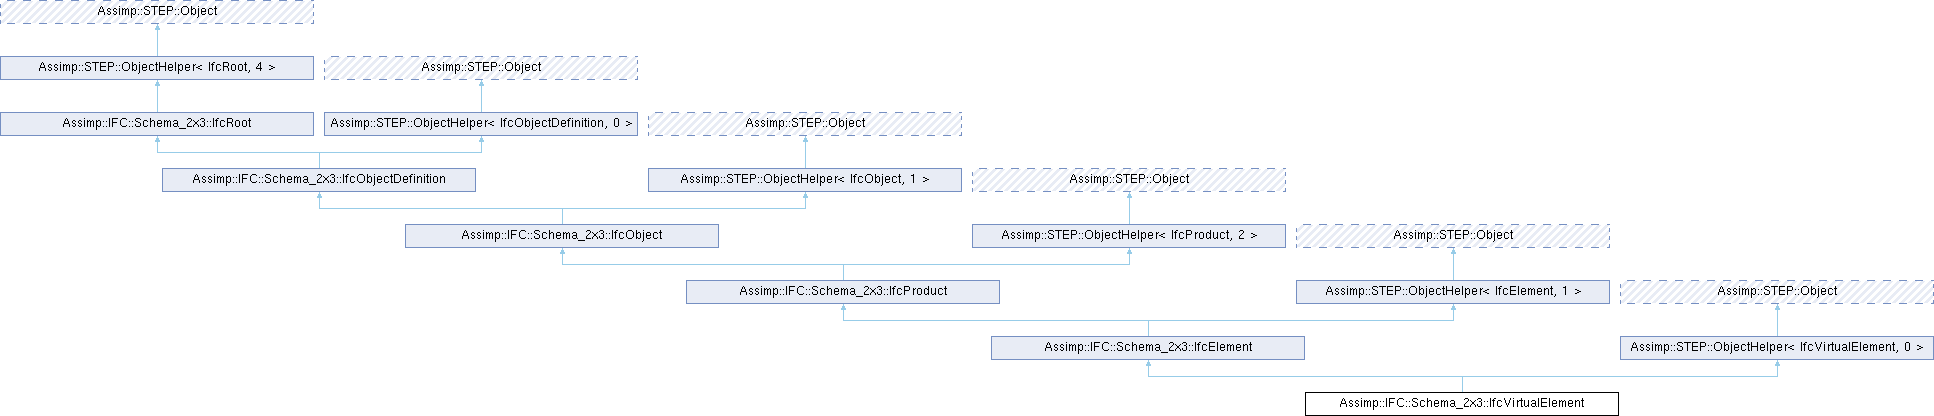 Assimp::STEP::Object
Assimp::STEP::ObjectHelper< IfcRoot, 4 >
Assimp::STEP::Object
Assimp::IFC::Schema_2x3::IfcRoot
Assimp::STEP::ObjectHelper< IfcObjectDefinition, 0 >
Assimp::STEP::Object
Assimp::IFC::Schema_2x3::IfcObjectDefinition
Assimp::STEP::ObjectHelper< IfcObject, 1 >
Assimp::STEP::Object
Assimp::IFC::Schema_2x3::IfcObject
Assimp::STEP::ObjectHelper< IfcProduct, 2 >
Assimp::STEP::Object
Assimp::IFC::Schema_2x3::IfcProduct
Assimp::STEP::ObjectHelper< IfcElement, 1 >
Assimp::STEP::Object
Assimp::IFC::Schema_2x3::IfcElement
Assimp::STEP::ObjectHelper< IfcVirtualElement, 0 >
Assimp::IFC::Schema_2x3::IfcVirtualElement